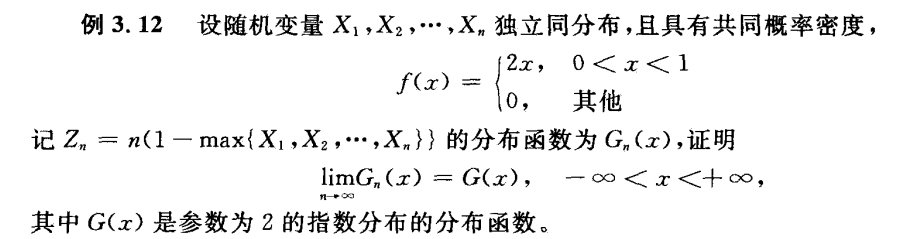 例 3.12 设随机变量 X₁,X₂,⋯,Xₙ 独立同分布,且具有共同概率密度,
f(x) = {2x, 0 < x < 1
0, 其他
记 Zₙ = n(1 − max{X₁,X₂,⋯,Xₙ}} 的分布函数为 Gₙ(x),证明
lim Gₙ(x) = G(x), −∞ < x < +∞,
n→∞
其中 G(x) 是参数为 2 的指数分布的分布函数。